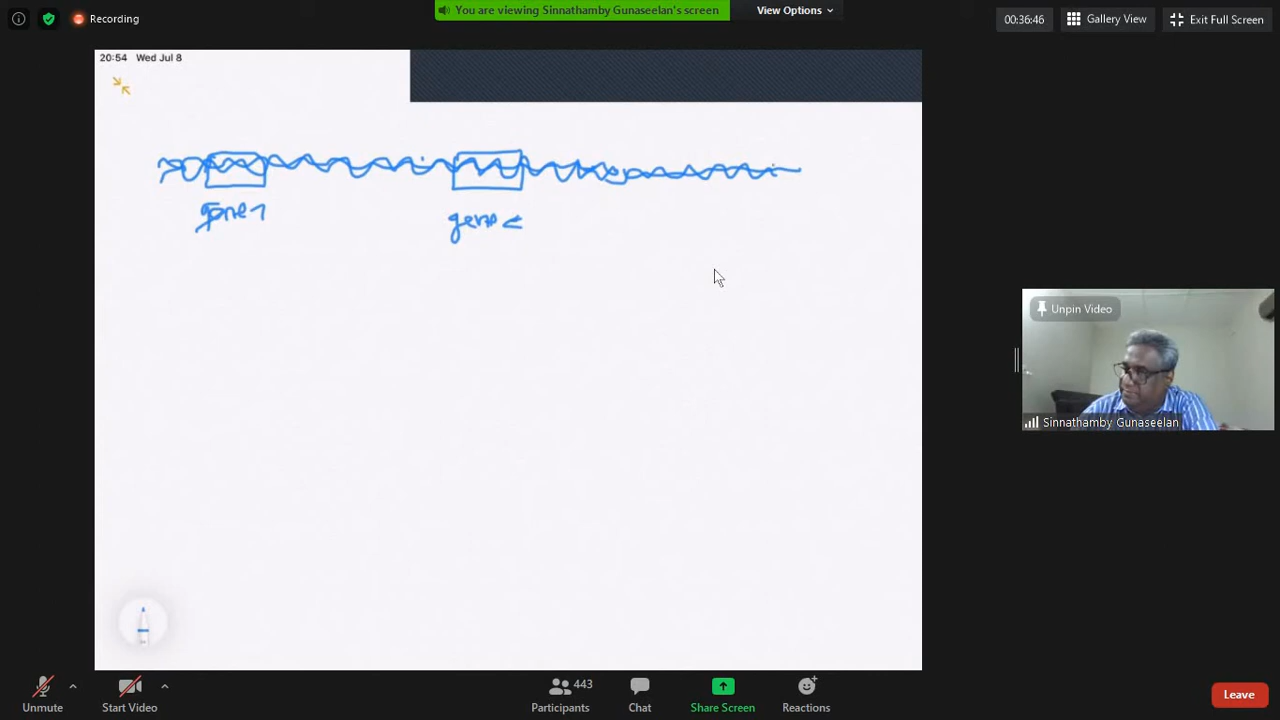 Recording
You are viewing Sinnathamby Gunaseelan's screen
View Options
00:36:46
Gallery View
Exit Full Screen
20:54 Wed Jul 8
gene 1
gene
Unpin Video
Sinnathamby Gunaseelan
Unmute
Start Video
443
Participants
Chat
Share Screen
Reactions
Leave